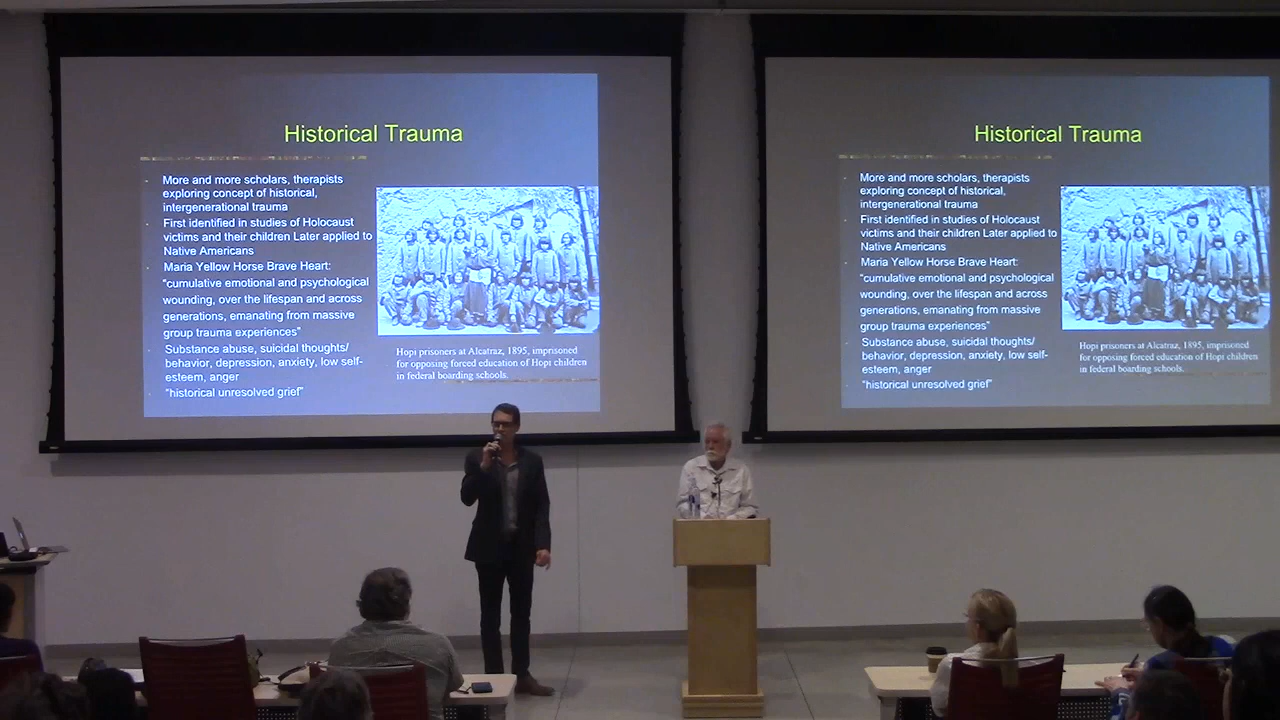 Historical Trauma
- More and more scholars, therapists
exploring concept of historical,
intergenerational trauma
- First identified in studies of Holocaust
victims and their children Later applied to
Native Americans
- Maria Yellow Horse Brave Heart:
"cumulative emotional and psychological
wounding, over the lifespan and across
generations, emanating from massive
group trauma experiences"
- Substance abuse, suicidal thoughts/
behavior, depression, anxiety, low self-
esteem, anger
- "historical unresolved grief"
Hopi prisoners at Alcatraz, 1895, imprisoned
for opposing forced education of Hopi children
in federal boarding schools.
Historical Trauma
- More and more scholars, therapists
exploring concept of historical,
intergenerational trauma
- First identified in studies of Holocaust
victims and their children Later applied to
Native Americans
- Maria Yellow Horse Brave Heart:
"cumulative emotional and psychological
wounding, over the lifespan and across
generations, emanating from massive
group trauma experiences"
- Substance abuse, suicidal thoughts/
behavior, depression, anxiety, low self-
esteem, anger
- "historical unresolved grief"
Hopi prisoners at Alcatraz, 1895, imprisoned
for opposing forced education of Hopi children
in federal boarding schools.